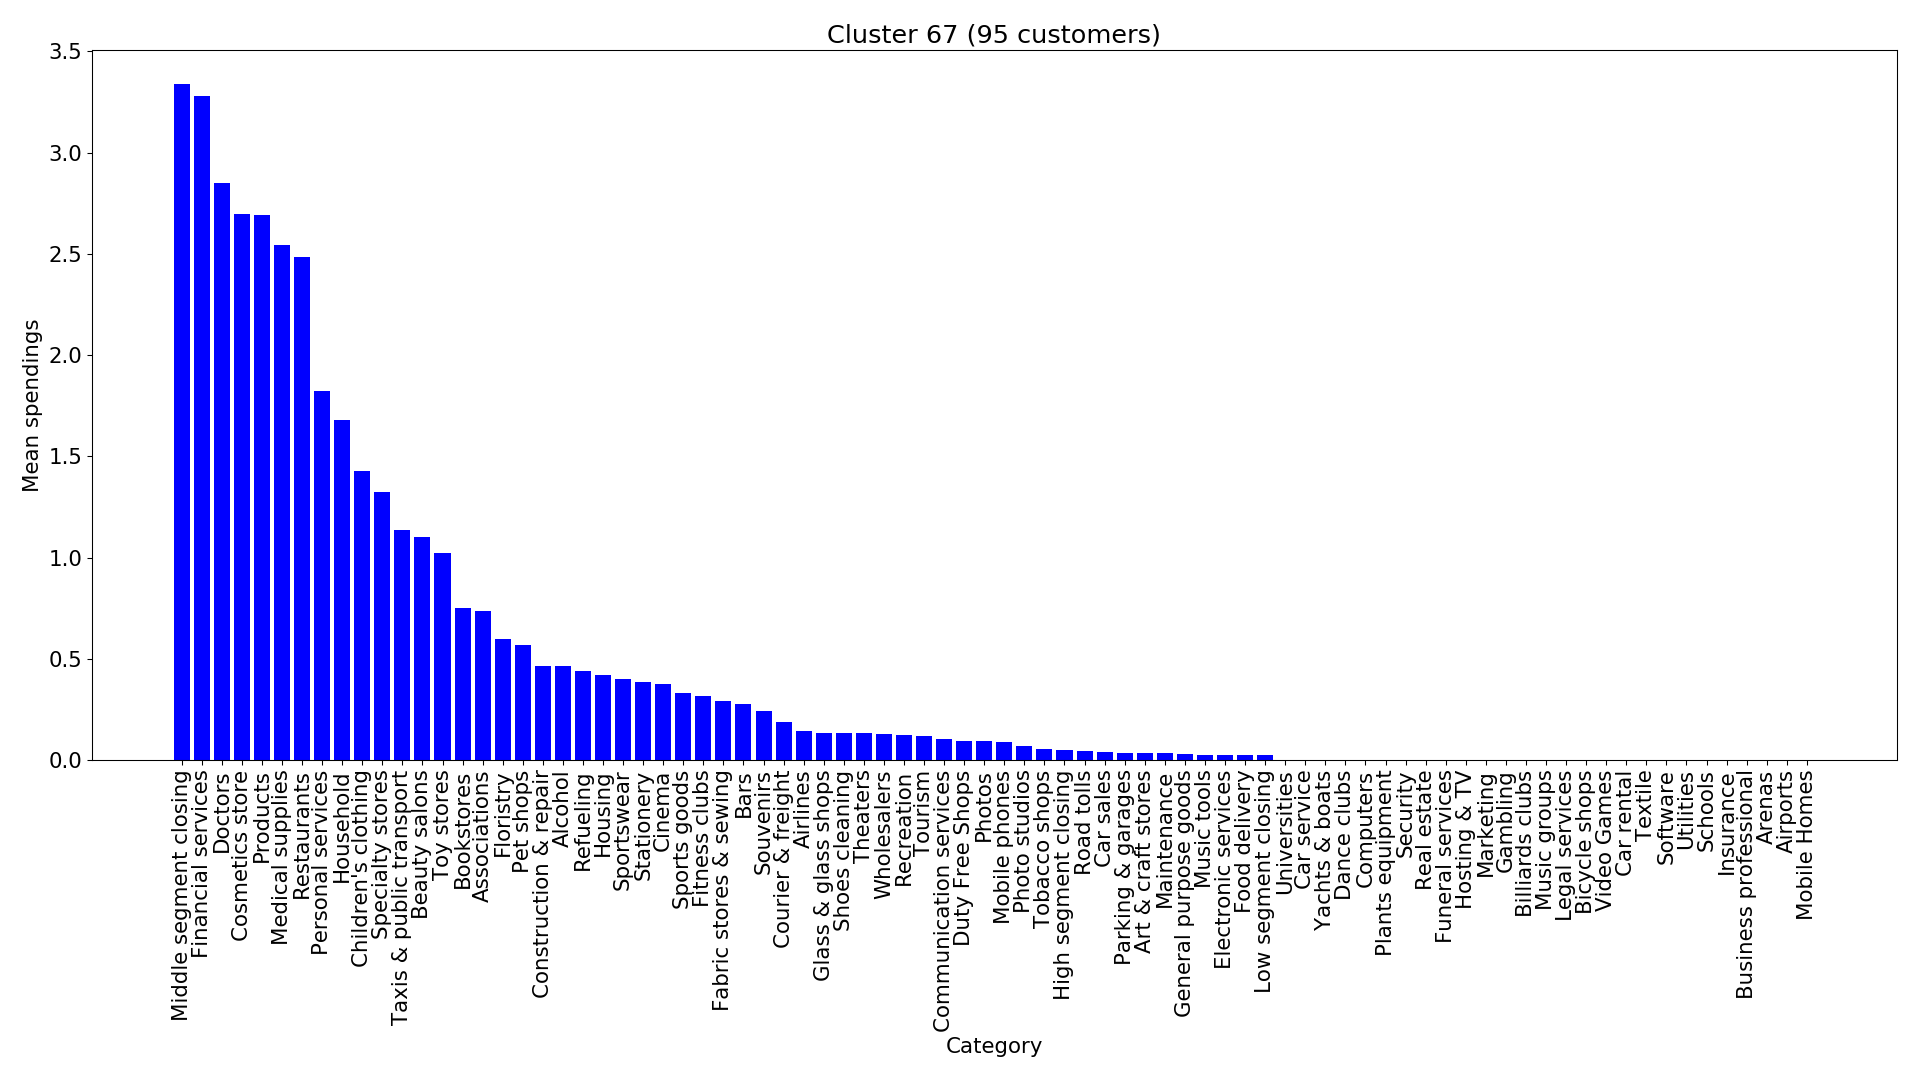 Cluster 67 (95 customers)
3.5
3.0
2.5
2.0
1.5
1.0
0.5
0.0
Mean spendings
Middle segment closing
Financial services
Doctors
Cosmetics store
Products
Medical supplies
Restaurants
Personal services
Household
Children's clothing
Specialty stores
Taxis & public transport
Beauty salons
Toy stores
Bookstores
Associations
Floristry
Pet shops
Construction & repair
Alcohol
Refueling
Housing
Sportswear
Stationery
Cinema
Sports goods
Fitness clubs
Fabric stores & sewing
Bars
Souvenirs
Courier & freight
Airlines
Glass & glass shops
Shoes cleaning
Theaters
Wholesalers
Recreation
Tourism
Communication services
Duty Free Shops
Photos
Mobile phones
Photo studios
Tobacco shops
High segment closing
Road tolls
Car sales
Parking & garages
Art & craft stores
Maintenance
General purpose goods
Music tools
Electronic services
Food delivery
Low segment closing
Universities
Car service
Yachts & boats
Dance clubs
Computers
Plants equipment
Security
Real estate
Funeral services
Hosting & TV
Marketing
Gambling
Billiards clubs
Music groups
Legal services
Bicycle shops
Video Games
Car rental
Textile
Software
Utilities
Schools
Insurance
Business professional
Arenas
Airports
Mobile Homes
Category